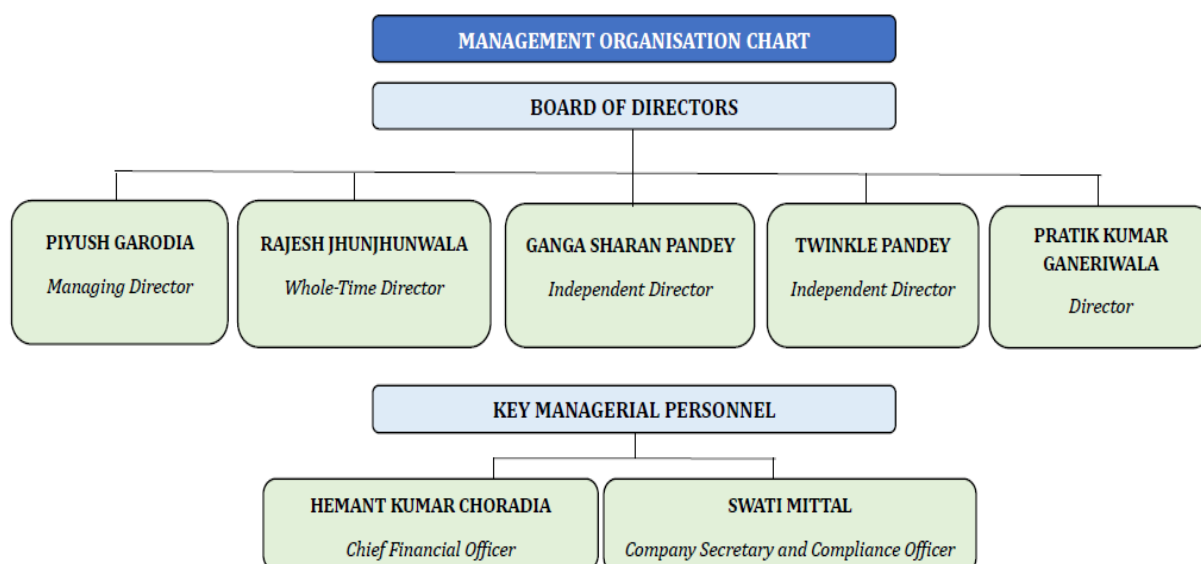 MANAGEMENT ORGANISATION CHART
BOARD OF DIRECTORS
PIYUSH GARODIA
Managing Director
RAJESH JHUNJHUNWALA
Whole-Time Director
GANGA SHARAN PANDEY
Independent Director
TWINKLE PANDEY
Independent Director
PRATIK KUMAR
GANERIWALA
Director
KEY MANAGERIAL PERSONNEL
HEMANT KUMAR CHORADIA
Chief Financial Officer
SWATI MITTAL
Company Secretary and Compliance Officer